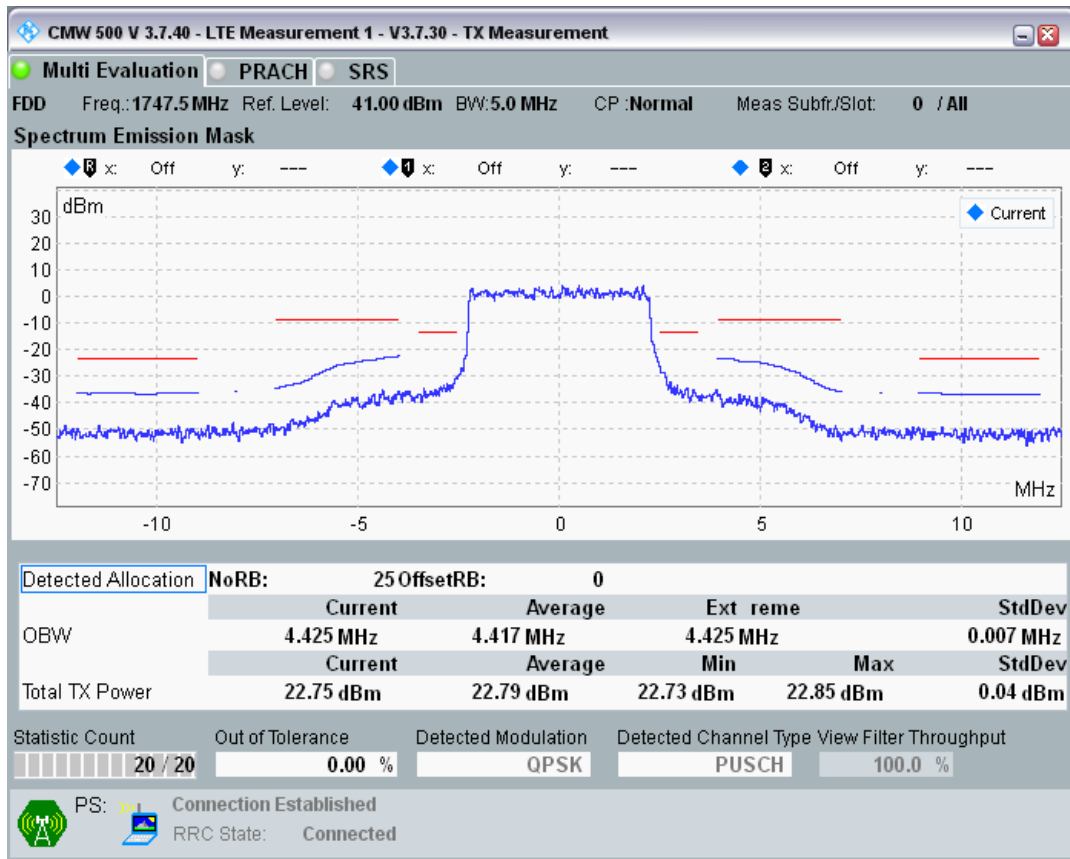 CMW 500 V 3.7.40 - LTE Measurement 1 - V3.7.30 - TX Measurement
Multi Evaluation PRACH SRS
FDD Freq.: 1747.5 MHz Ref. Level: 41.00 dBm BW: 5.0 MHz CP : Normal Meas Subfr./Slot: 0 / All
Spectrum Emission Mask
R x: Off y: --- 1 x: Off y: --- 2 x: Off y: ---
dBm
Current
30
20
10
0
-10
-20
-30
-40
-50
-60
-70
MHz
-10 -5 0 5 10
Detected Allocation NoRB: 25 OffsetRB: 0
Current Average Ext reme StdDev
OBW 4.425 MHz 4.417 MHz 4.425 MHz 0.007 MHz
Current Average Min Max StdDev
Total TX Power 22.75 dBm 22.79 dBm 22.73 dBm 22.85 dBm 0.04 dBm
Statistic Count Out of Tolerance Detected Modulation Detected Channel Type View Filter Throughput
20 / 20 0.00 % QPSK PUSCH 100.0 %
PS: Connection Established
RRC State: Connected